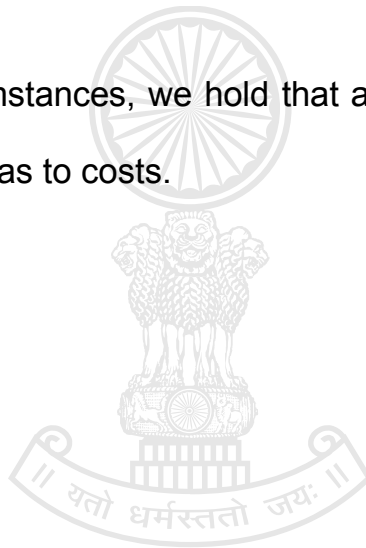 nstances, we hold that a
as to costs.
॥ यतो धर्मस्ततो जयः ॥